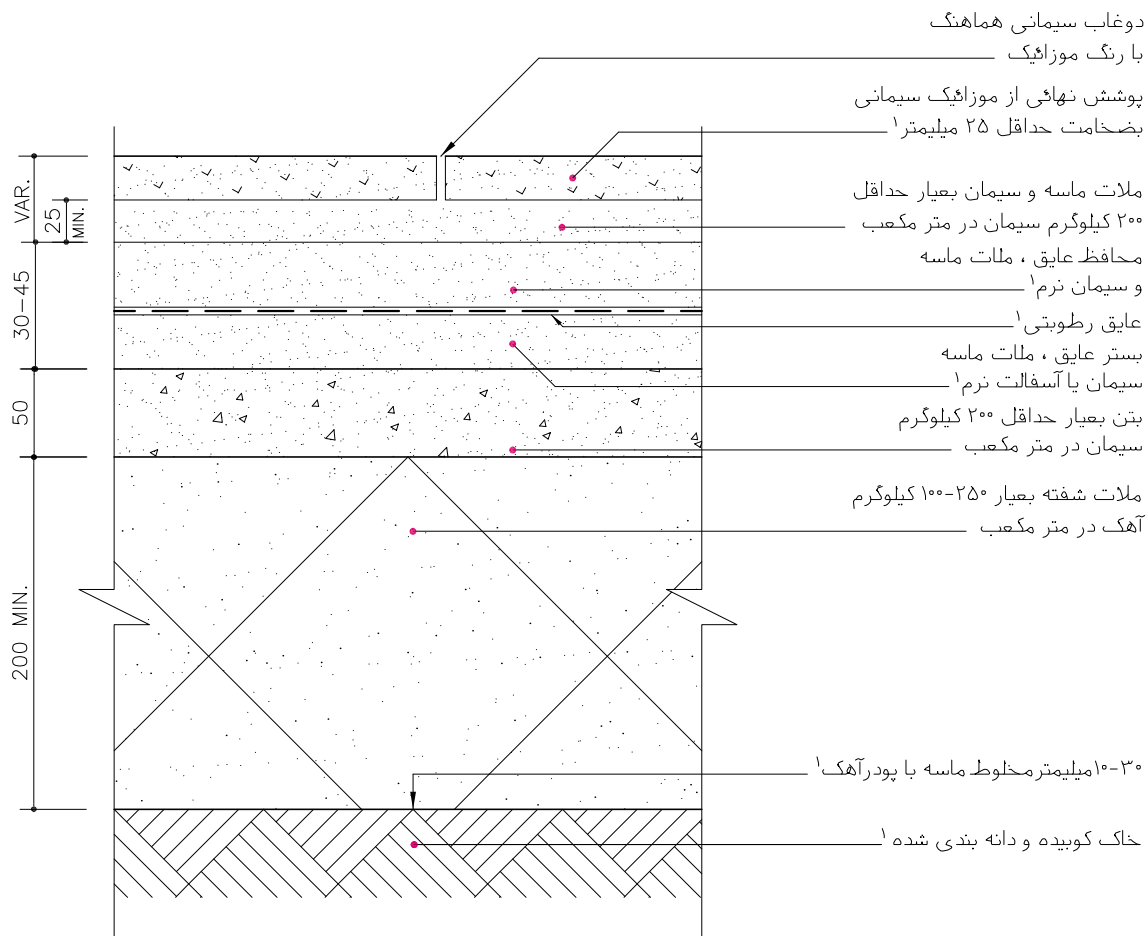 دوغاب سیمانی هماهنگ
با رنگ موزائیک
پوشش نهائی از موزائیک سیمانی
بضخامت حداقل ۲۵ میلیمتر۱
ملات ماسه و سیمان بعیار حداقل
۲۰۰ کیلوگرم سیمان در متر مکعب
محافظ عایق ، ملات ماسه
و سیمان نرم۱
عایق رطوبتی۱
بستر عایق ، ملات ماسه
سیمان یا آسفالت نرم۱
بتن بعیار حداقل ۲۰۰ کیلوگرم
سیمان در متر مکعب
ملات شفته بعیار ۲۵۰-۱۰۰ کیلوگرم
آهک در متر مکعب
۱۰-۳۰میلیمترمخلوط ماسه با پودرآهک۱
خاک کوبیده و دانه بندی شده۱
VAR.
25
MIN.
30-45
50
200 MIN.